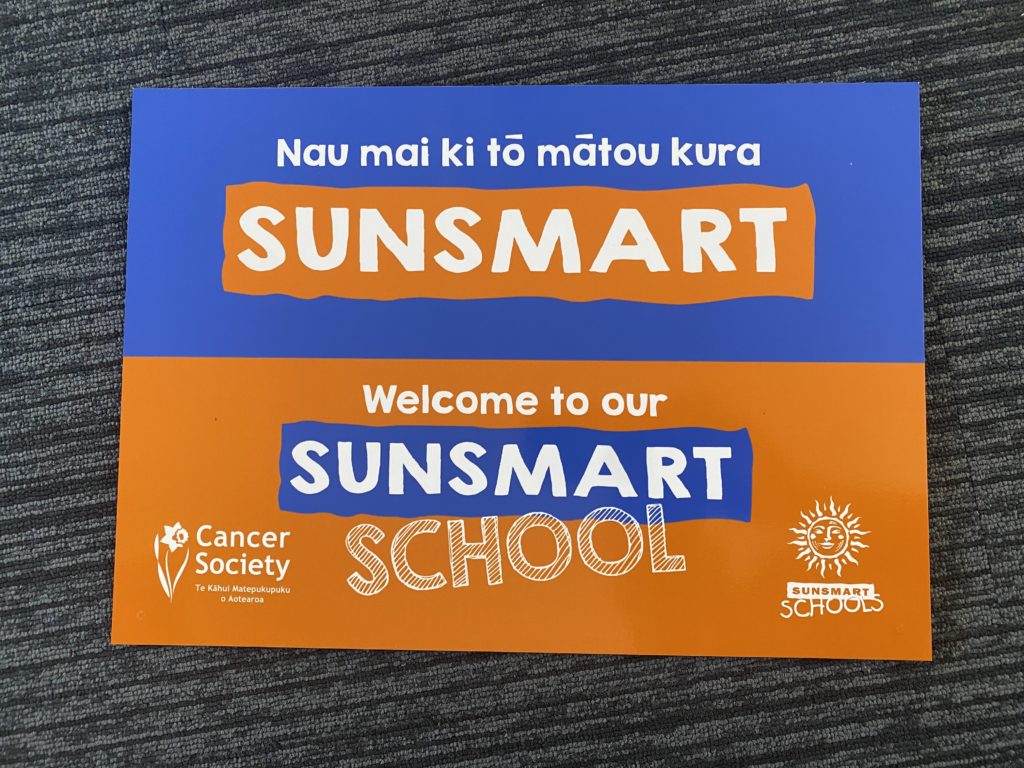 Nau mai ki tō mātou kura
SUNSMART
Welcome to our
SUNSMART
SCHOOL
Cancer
Society
Te Kāhui Matepukupuku
o Aotearoa
SUNSMART
SCHOOLS